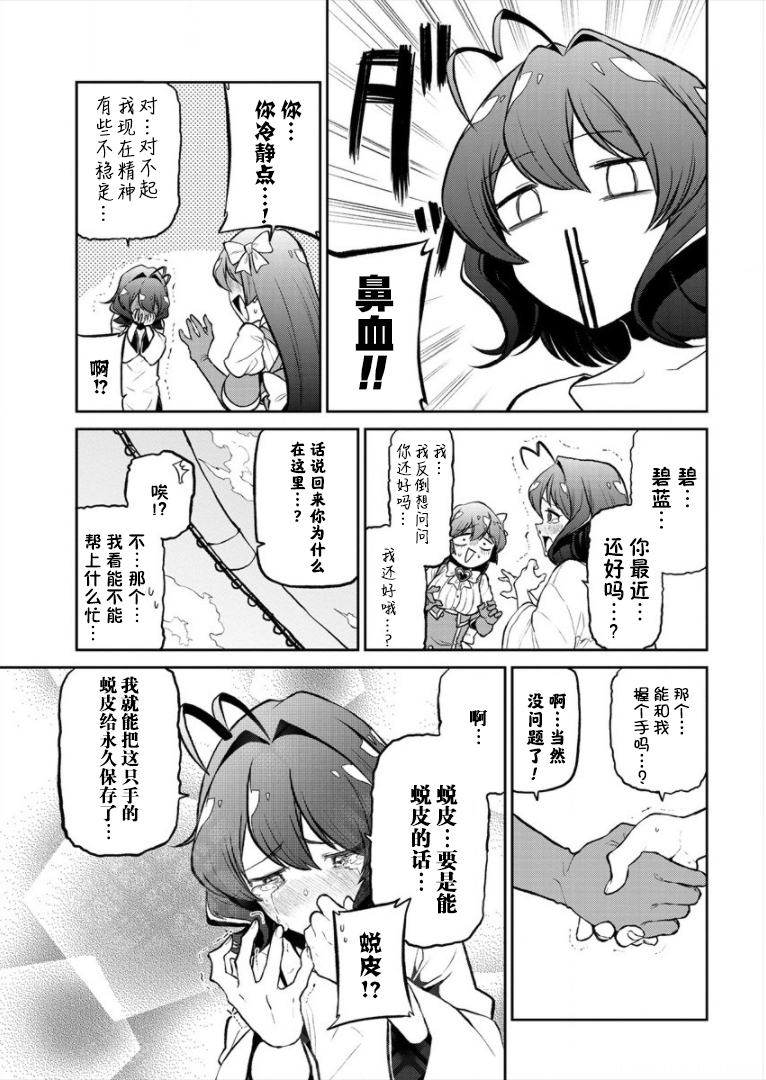 鼻血!!
你…
你冷静点…!
对…对不起
我现在精神
有些不稳定…
啊!?
碧…
碧蓝…
你最近…
还好吗…?
我…
我反倒想问问
你还好吗…
我还好哦…?
话说回来你为什么
在这里…?
唉!?
不…那个…
我看能不能
帮上什么忙…
那个…
能和我
握个手吗…?
啊…当然
没问题了!
啊…
蜕皮…要是能
蜕皮的话…
我就能把这只手的
蜕皮给永久保存了…
蜕皮!?